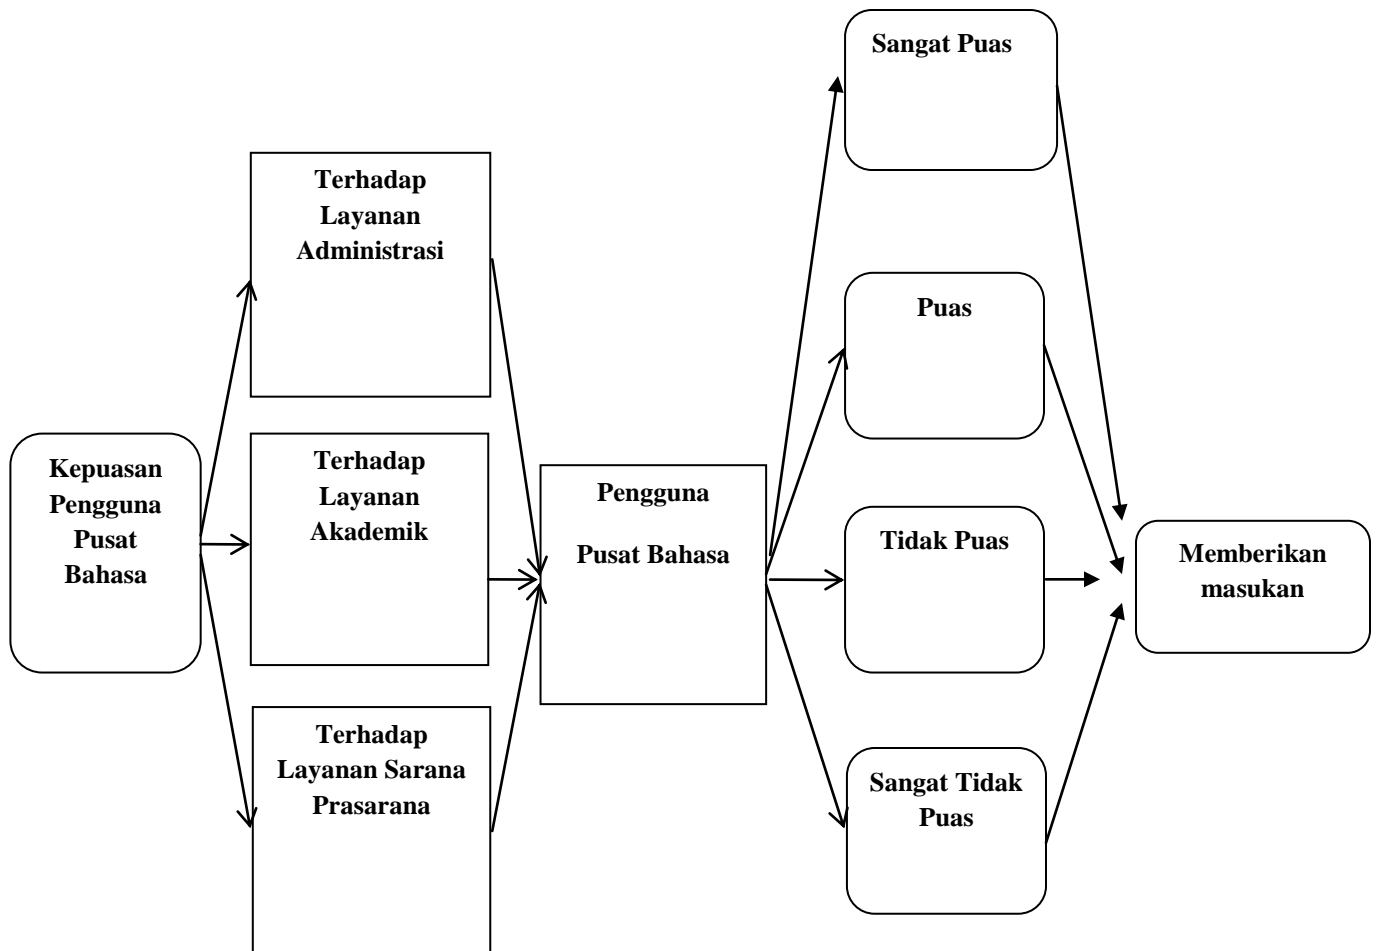 Kepuasan
Pengguna
Pusat
Bahasa
Terhadap
Layanan
Administrasi
Terhadap
Layanan
Akademik
Terhadap
Layanan Sarana
Prasarana
Pengguna
Pusat Bahasa
Sangat Puas
Puas
Tidak Puas
Sangat Tidak
Puas
Memberikan
masukan